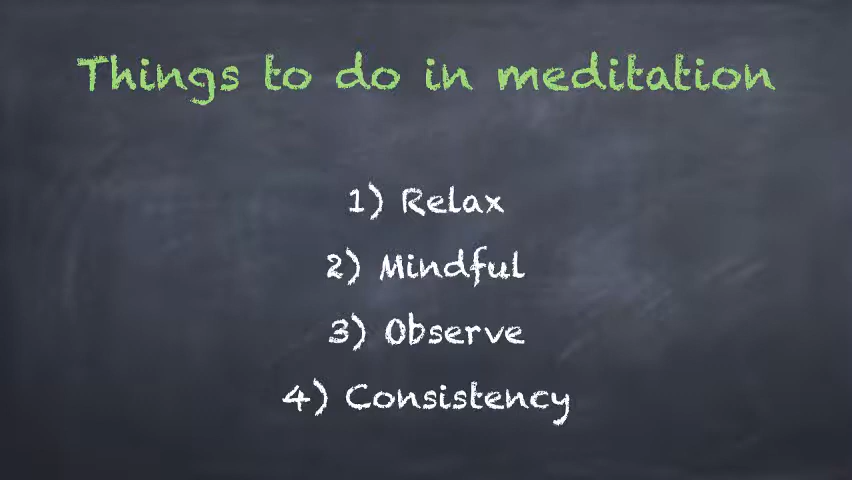 Things to do in meditation
1) Relax
2) Mindful
3) Observe
4) Consistency